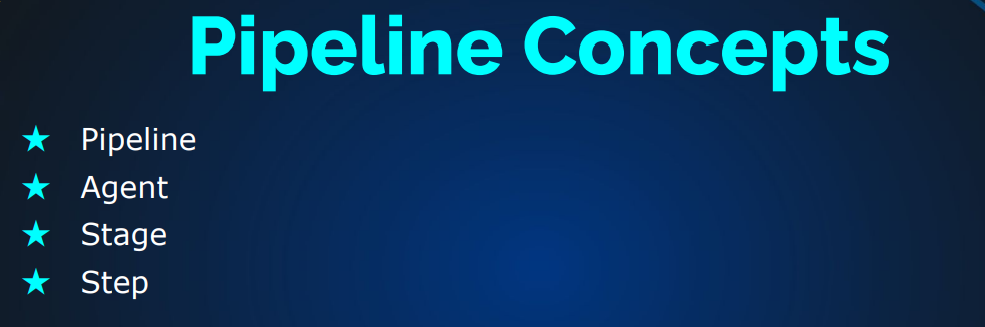 Pipeline Concepts
★ Pipeline
★ Agent
★ Stage
★ Step